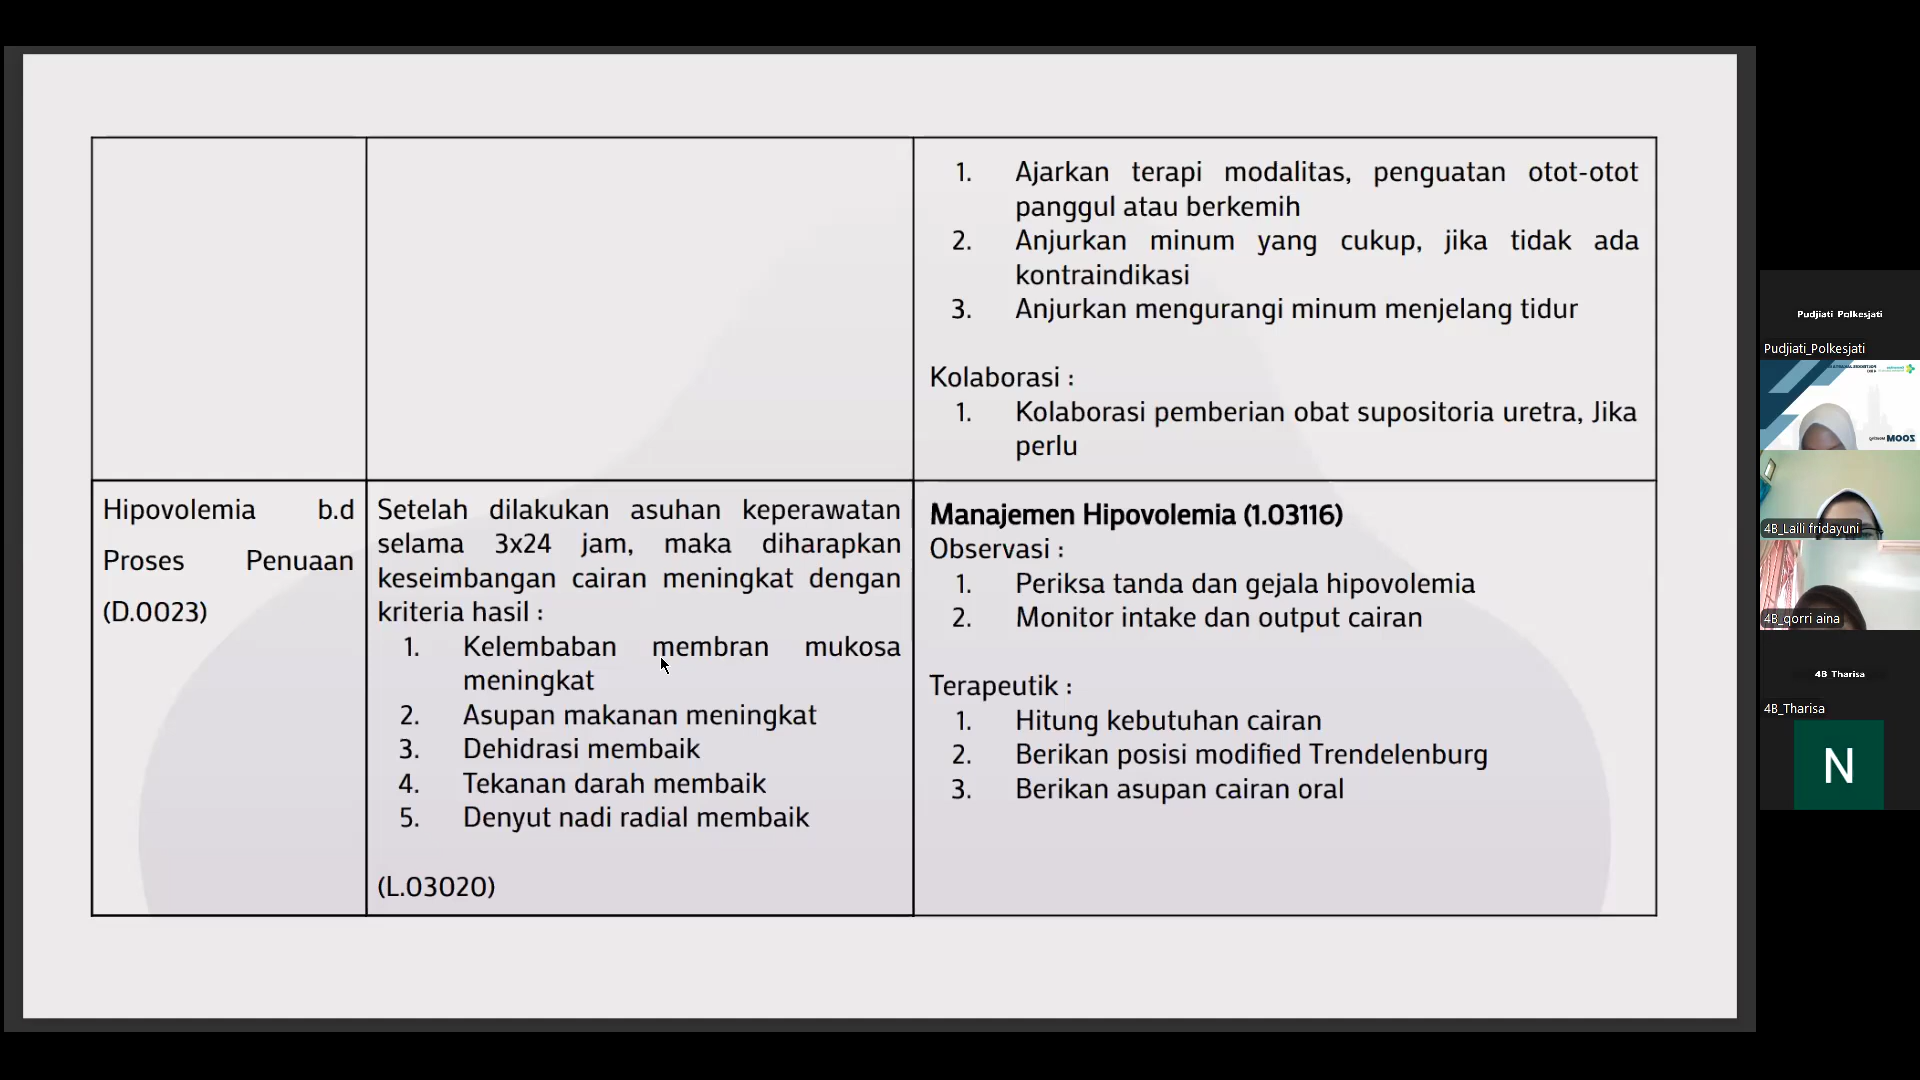 1. Ajarkan terapi modalitas, penguatan otot-otot
panggul atau berkemih
2. Anjurkan minum yang cukup, jika tidak ada
kontraindikasi
3. Anjurkan mengurangi minum menjelang tidur
Kolaborasi :
1. Kolaborasi pemberian obat supositoria uretra, Jika
perlu
Hipovolemia b.d
Proses Penuaan
(D.0023)
Setelah dilakukan asuhan keperawatan
selama 3x24 jam, maka diharapkan
keseimbangan cairan meningkat dengan
kriteria hasil :
1. Kelembaban membran mukosa
meningkat
2. Asupan makanan meningkat
3. Dehidrasi membaik
4. Tekanan darah membaik
5. Denyut nadi radial membaik
(L.03020)
Manajemen Hipovolemia (1.03116)
Observasi :
1. Periksa tanda dan gejala hipovolemia
2. Monitor intake dan output cairan
Terapeutik :
1. Hitung kebutuhan cairan
2. Berikan posisi modified Trendelenburg
3. Berikan asupan cairan oral
Pudjiati Polkesjati
Pudjiati_Polkesjati
ZOOM
4B_Laili fridayuni
4B_qorri aina
4B Tharisa
4B_Tharisa
N